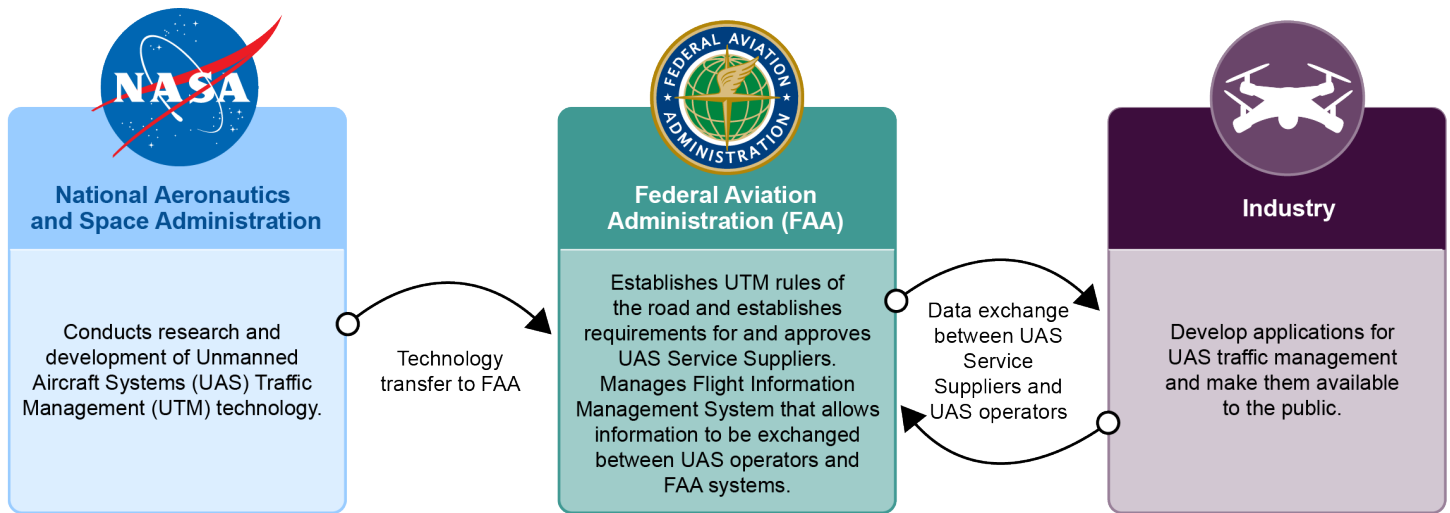 NASA
National Aeronautics
and Space Administration
Conducts research and
development of Unmanned
Aircraft Systems (UAS) Traffic
Management (UTM) technology.
Technology
transfer to FAA
FEDERAL AVIATION
ADMINISTRATION
Federal Aviation
Administration (FAA)
Establishes UTM rules of
the road and establishes
requirements for and approves
UAS Service Suppliers.
Manages Flight Information
Management System that allows
information to be exchanged
between UAS operators and
FAA systems.
Data exchange
between UAS
Service
Suppliers and
UAS operators
Industry
Develop applications for
UAS traffic management
and make them available
to the public.